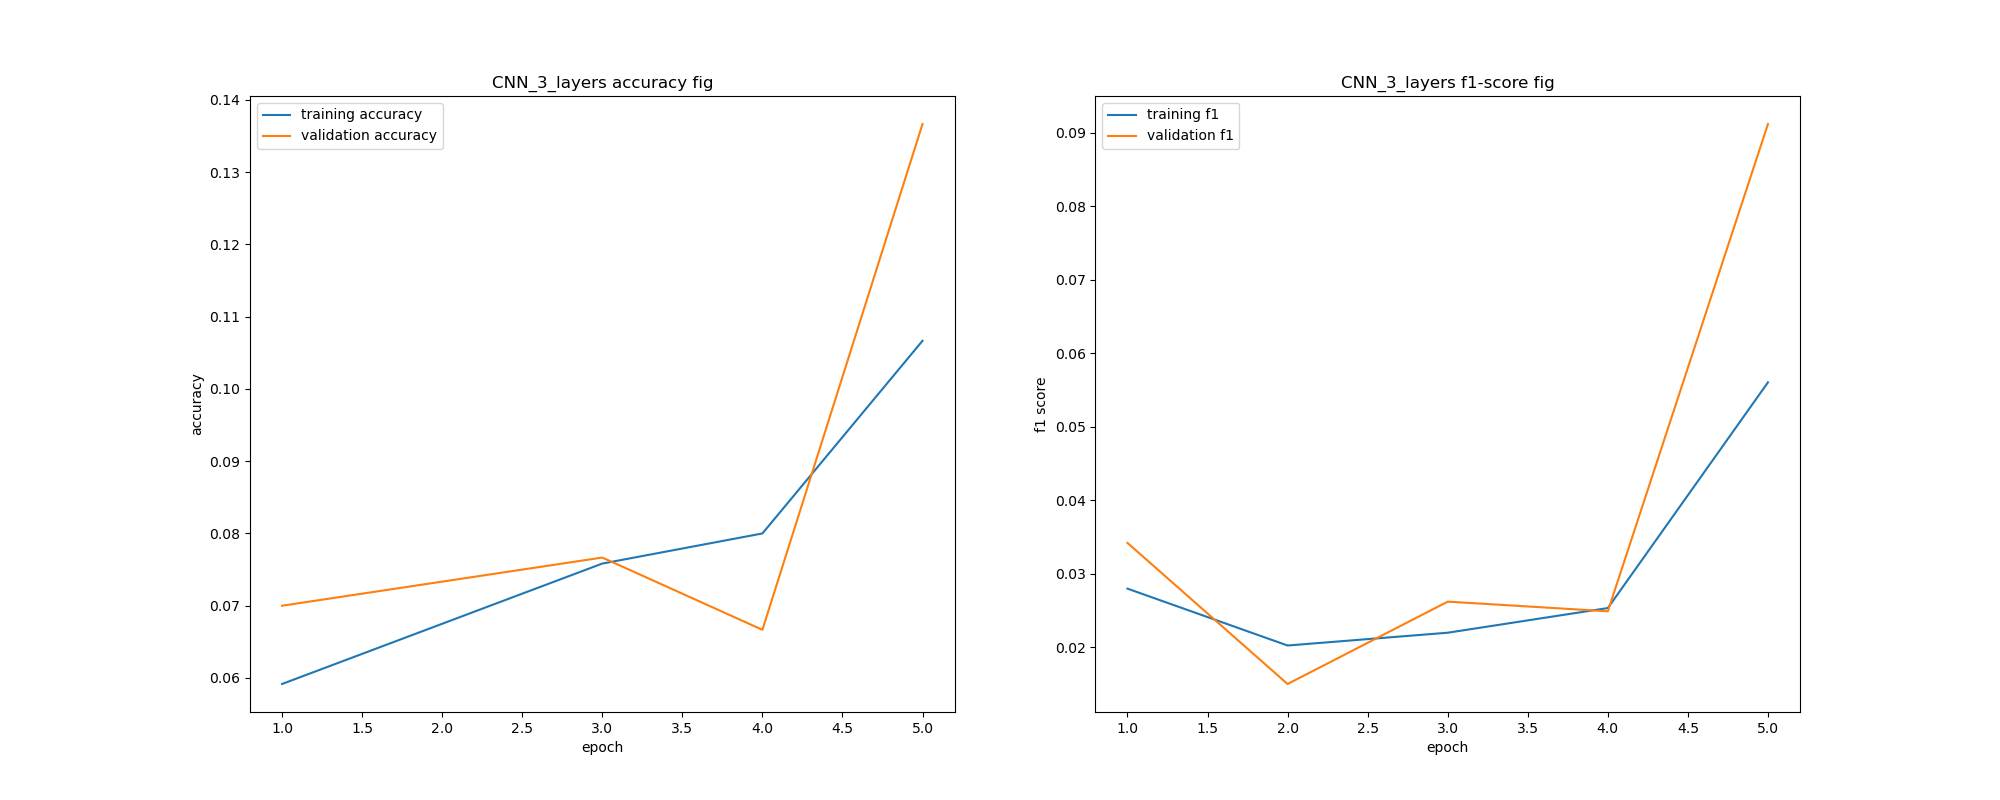 CNN_3_layers accuracy fig
training accuracy
validation accuracy
0.14
0.13
0.12
0.11
0.10
0.09
0.08
0.07
0.06
accuracy
1.0 1.5 2.0 2.5 3.0 3.5 4.0 4.5 5.0
epoch
CNN_3_layers f1-score fig
training f1
validation f1
0.09
0.08
0.07
0.06
0.05
0.04
0.03
0.02
f1 score
1.0 1.5 2.0 2.5 3.0 3.5 4.0 4.5 5.0
epoch